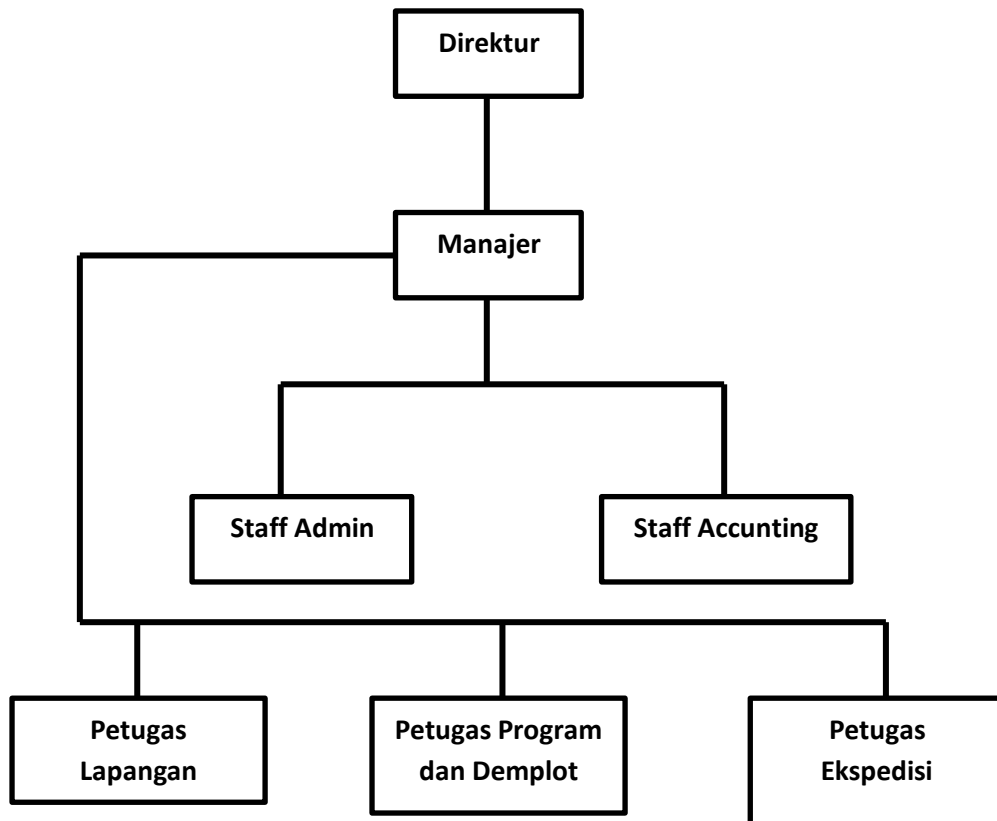 Direktur
Manajer
Staff Admin
Staff Accunting
Petugas
Lapangan
Petugas Program
dan Demplot
Petugas
Ekspedisi